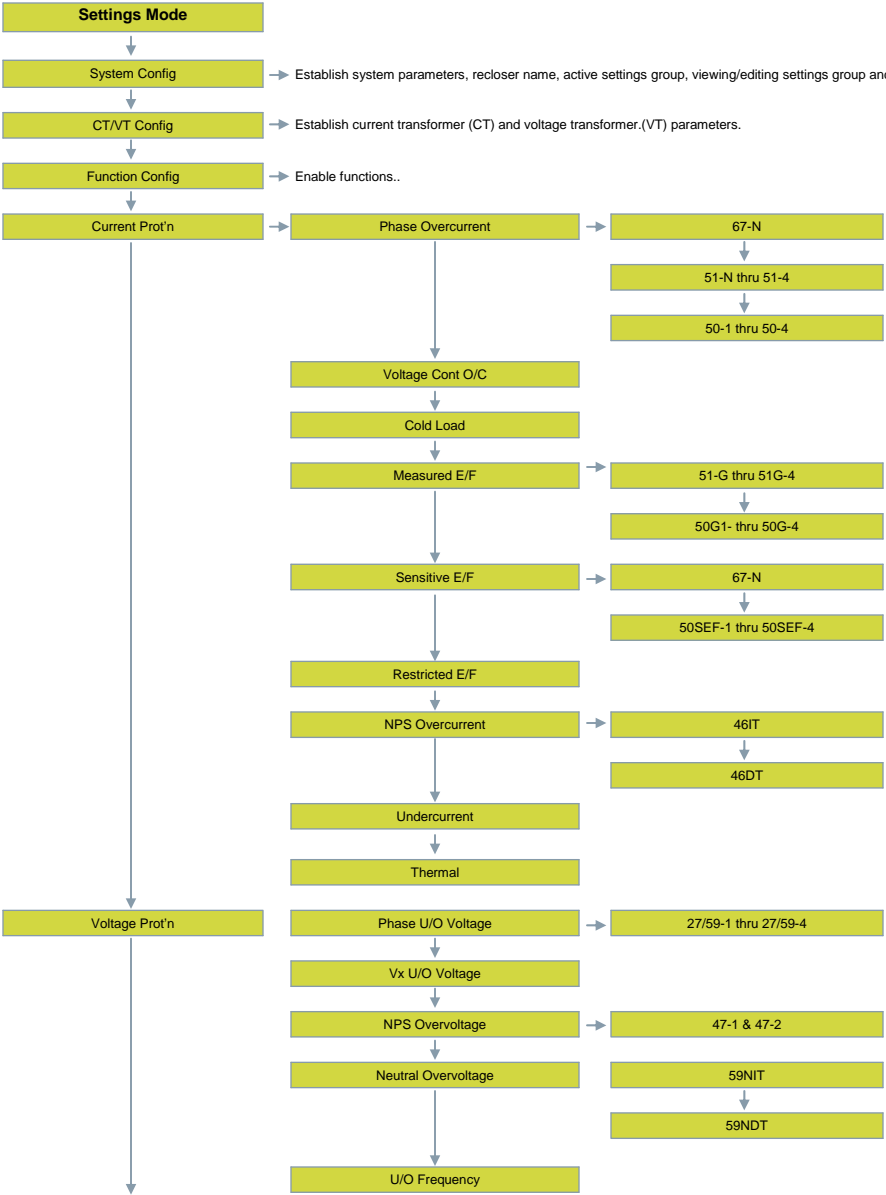 Settings Mode
System Config
Establish system parameters, recloser name, active settings group, viewing/editing settings group and
CT/VT Config
Establish current transformer (CT) and voltage transformer.(VT) parameters.
Function Config
Enable functions..
Current Prot'n
Phase Overcurrent
67-N
51-N thru 51-4
50-1 thru 50-4
Voltage Cont O/C
Cold Load
Measured E/F
51-G thru 51G-4
50G1- thru 50G-4
Sensitive E/F
67-N
50SEF-1 thru 50SEF-4
Restricted E/F
NPS Overcurrent
46IT
46DT
Undercurrent
Thermal
Voltage Prot'n
Phase U/O Voltage
27/59-1 thru 27/59-4
Vx U/O Voltage
NPS Overvoltage
47-1 & 47-2
Neutral Overvoltage
59NIT
59NDT
U/O Frequency